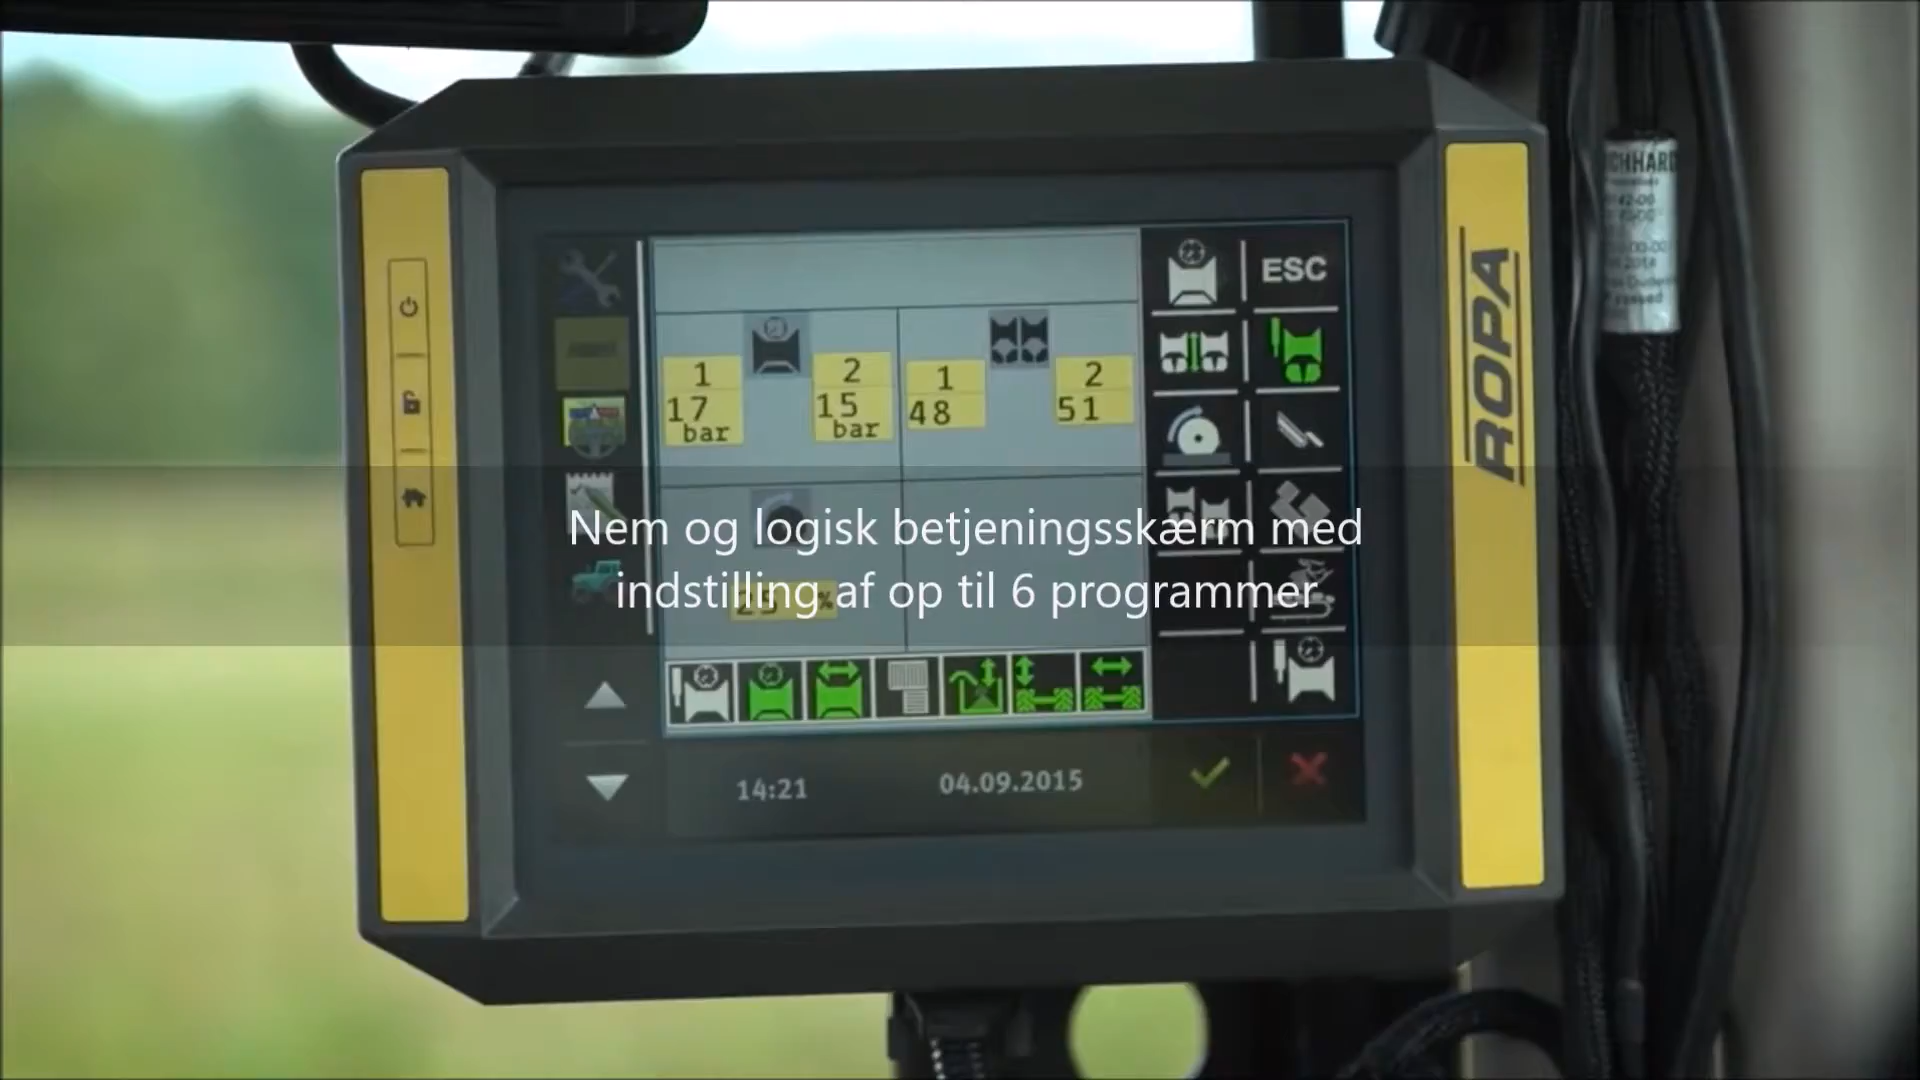 ESC
1
17
bar
2
15
bar
1
48
2
51
Nem og logisk betjeningsskærm med
indstilling af op til 6 programmer
14:21
04.09.2015
ROPA